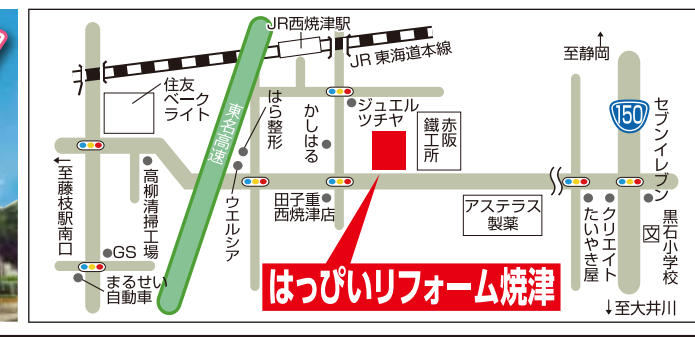 JR西焼津駅
JR 東海道本線
至静岡
住友
ベーク
ライト
東名高速
はら整形
かしはる
ジュエル
ツチヤ
赤阪
鐵工所
150
セブンイレブン
←至藤枝駅南口
高柳清掃工場
ウエルシア
田子重
西焼津店
アステラス
製薬
たいやき屋
クリエイト
文
黒石小学校
GS
まるせい
自動車
はっぴいリフォーム焼津
↓至大井川